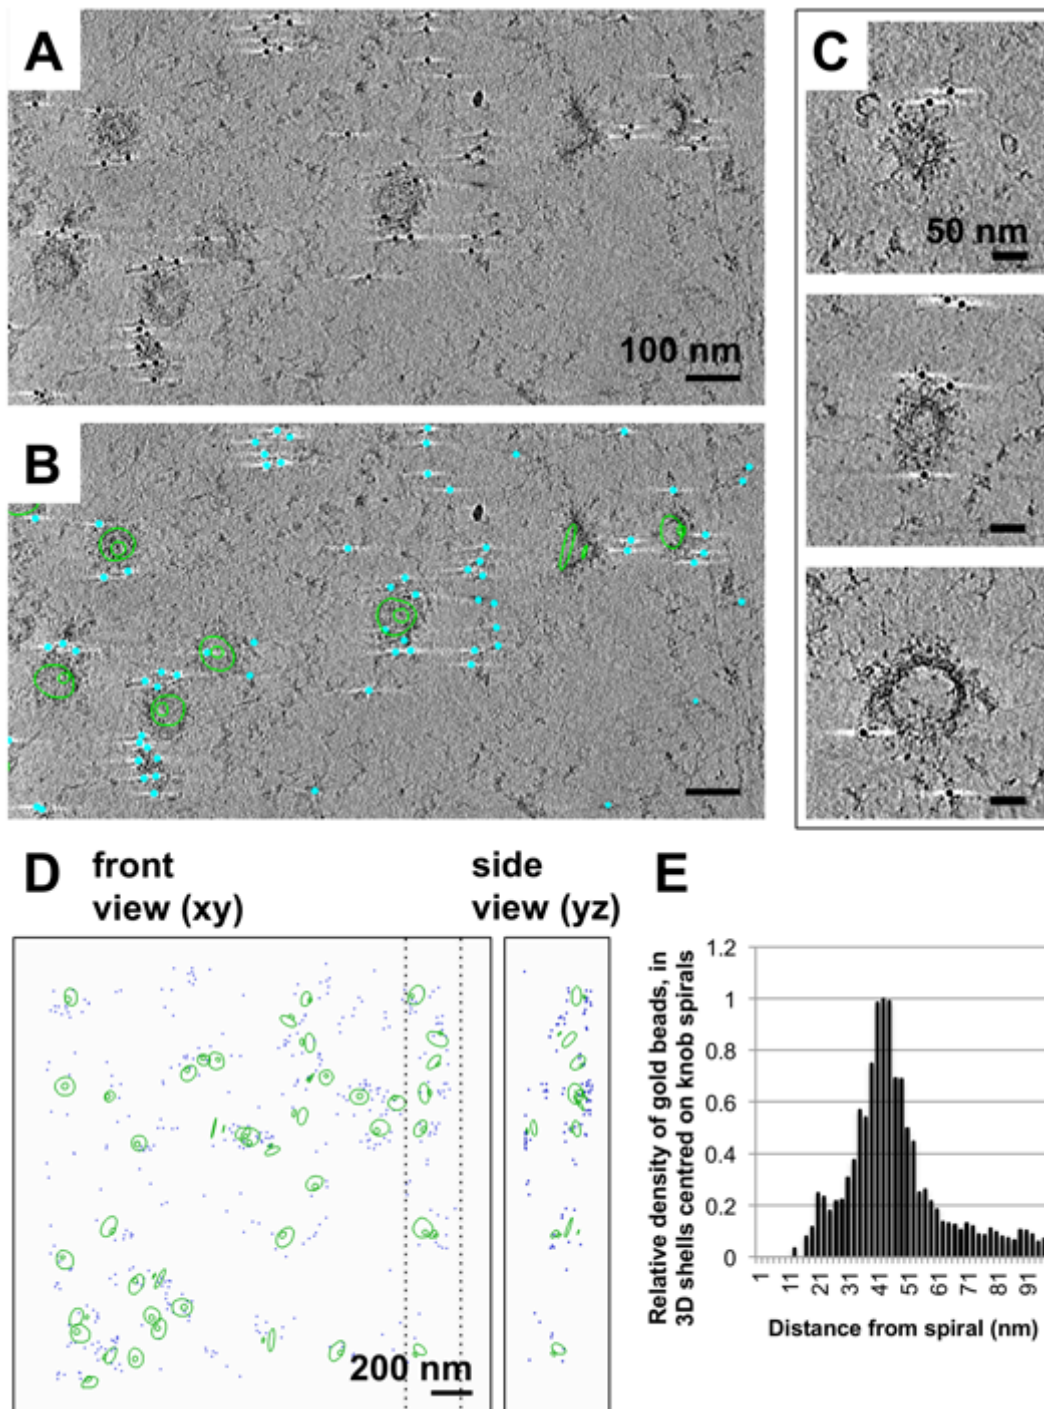 A
100 nm
B
C
50 nm
D
front
view (xy)
side
view (yz)
200 nm
E
Relative density of gold beads, in
3D shells centred on knob spirals
1.2
1
0.8
0.6
0.4
0.2
0
1
11
21
31
41
51
61
71
81
91
Distance from spiral (nm)